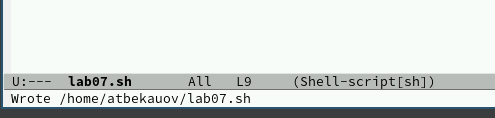 U:---  lab07.sh       All   L9     (Shell-script[sh])
Wrote /home/atbekauov/lab07.sh